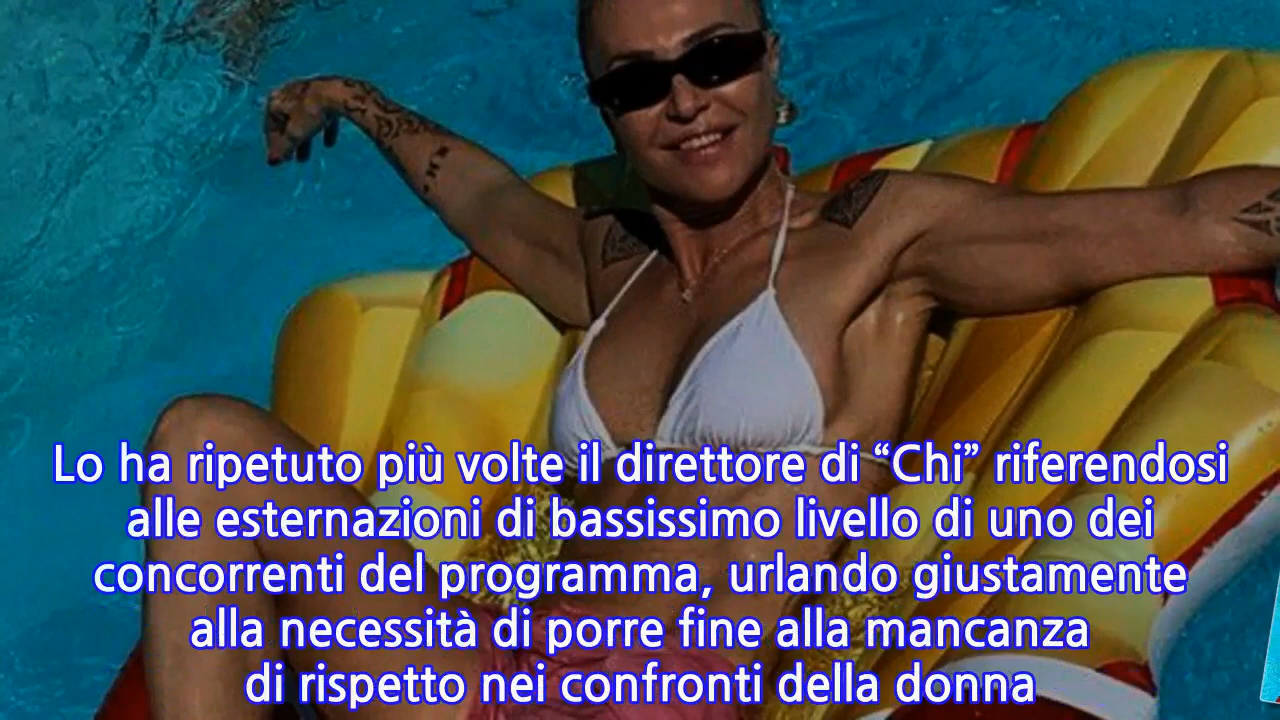 Lo ha ripetuto più volte il direttore di “Chi” riferendosi
alle esternazioni di bassissimo livello di uno dei
concorrenti del programma, urlando giustamente
alla necessità di porre fine alla mancanza
di rispetto nei confronti della donna